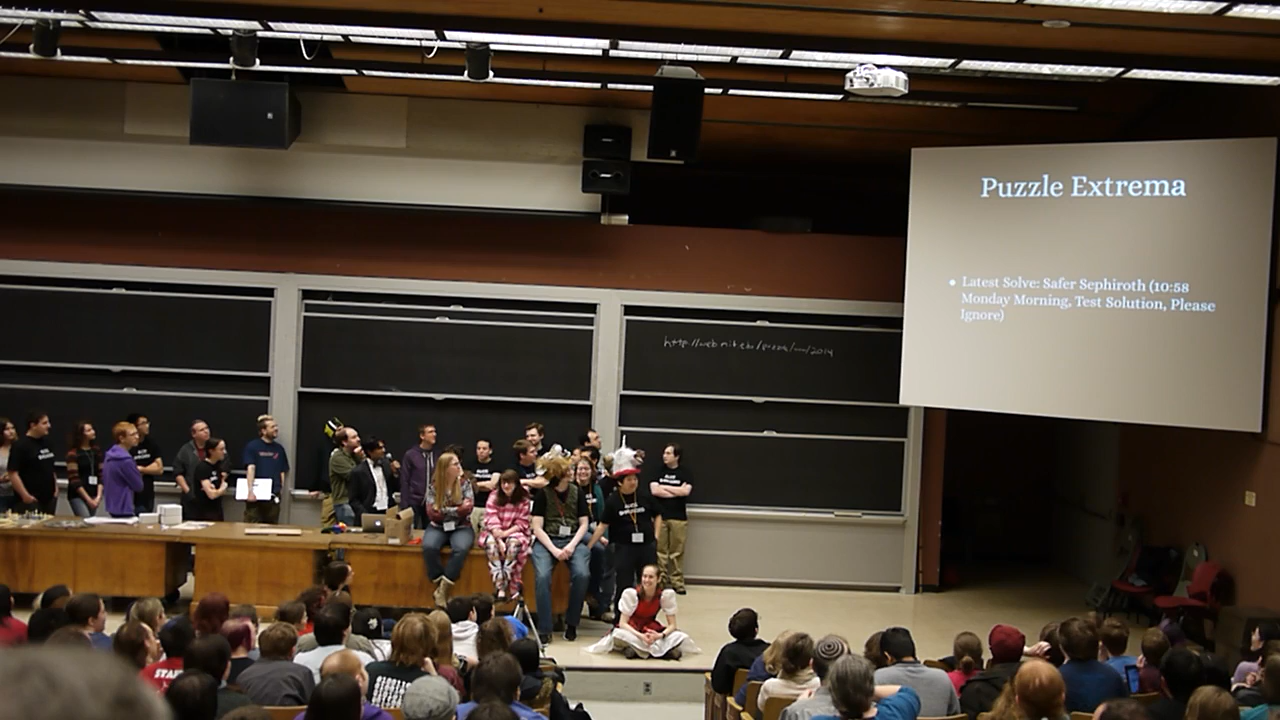 Puzzle Extrema
• Latest Solve: Safer Sephiroth (10:58
Monday Morning, Test Solution, Please
Ignore)